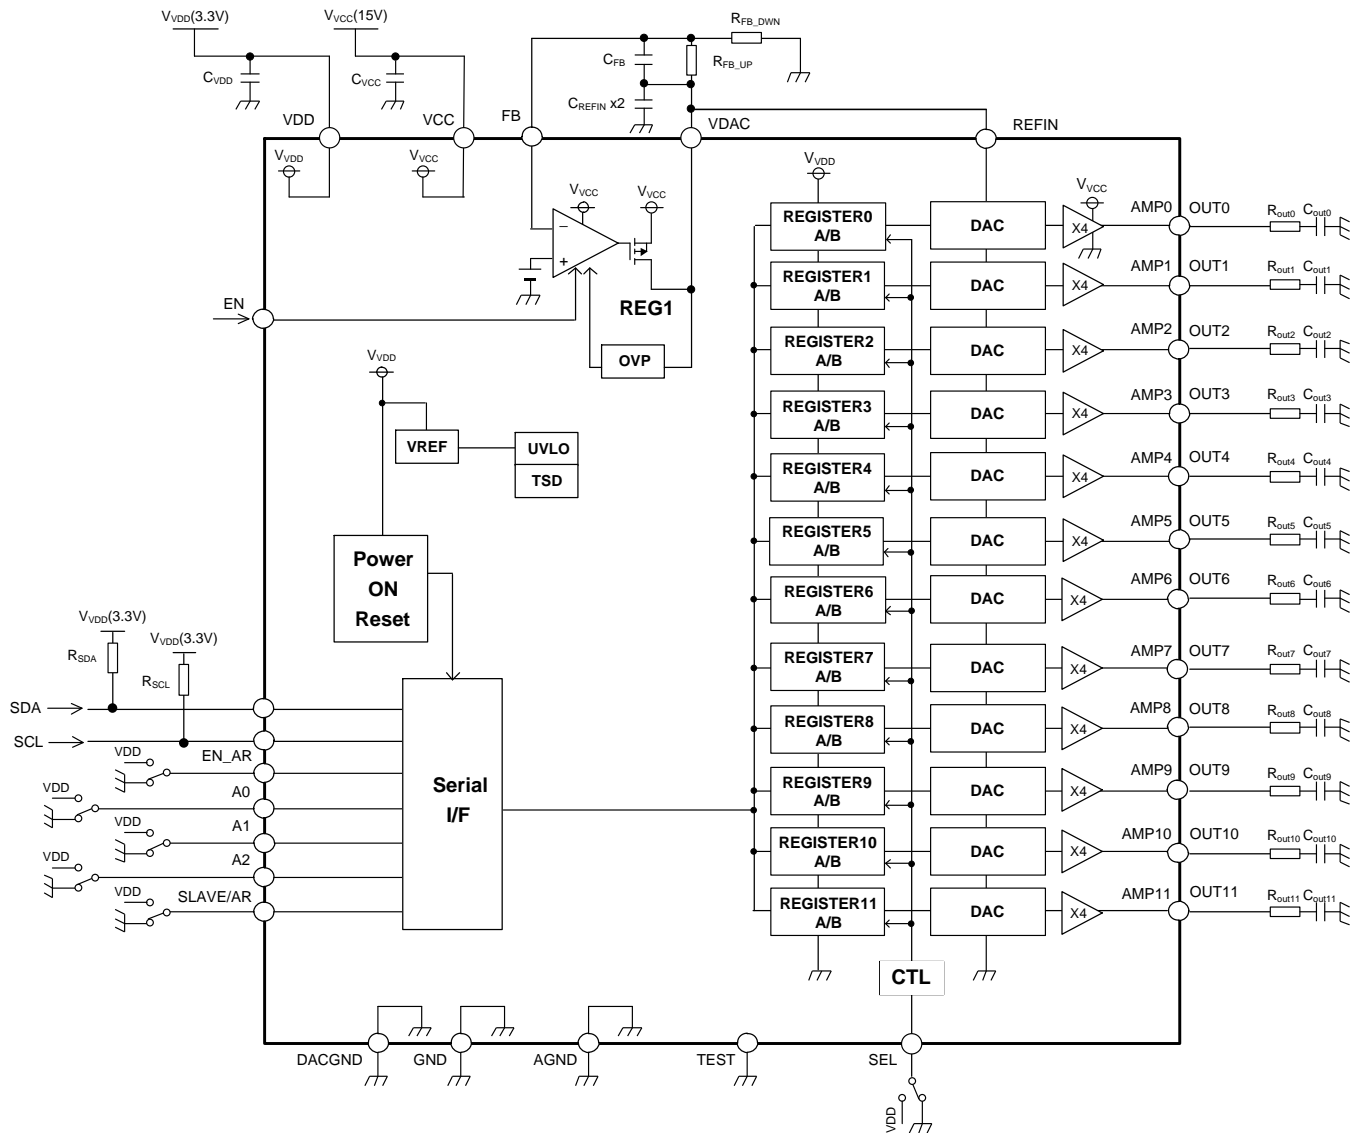 VVDD(3.3V)
VVCC(15V)
RFB_DWN
CFB
RFB_UP
CVDD
CVCC
CREFIN x2
VDD
VCC
FB
VDAC
REFIN
VVDD
VVCC
VVCC
VVCC
−
+
REG1
OVP
EN
VVDD
VREF
UVLO
TSD
Power
ON
Reset
VVDD(3.3V)
RSDA
VVDD(3.3V)
RSCL
SDA
SCL
VDD
EN_AR
VDD
A0
VDD
A1
VDD
A2
VDD
SLAVE/AR
Serial
I/F
VVDD
VVCC
REGISTER0
A/B
DAC
X4
AMP0
OUT0
Rout0
Cout0
REGISTER1
A/B
DAC
X4
AMP1
OUT1
Rout1
Cout1
REGISTER2
A/B
DAC
X4
AMP2
OUT2
Rout2
Cout2
REGISTER3
A/B
DAC
X4
AMP3
OUT3
Rout3
Cout3
REGISTER4
A/B
DAC
X4
AMP4
OUT4
Rout4
Cout4
REGISTER5
A/B
DAC
X4
AMP5
OUT5
Rout5
Cout5
REGISTER6
A/B
DAC
X4
AMP6
OUT6
Rout6
Cout6
REGISTER7
A/B
DAC
X4
AMP7
OUT7
Rout7
Cout7
REGISTER8
A/B
DAC
X4
AMP8
OUT8
Rout8
Cout8
REGISTER9
A/B
DAC
X4
AMP9
OUT9
Rout9
Cout9
REGISTER10
A/B
DAC
X4
AMP10
OUT10
Rout10
Cout10
REGISTER11
A/B
DAC
X4
AMP11
OUT11
Rout11
Cout11
CTL
DACGND
GND
AGND
TEST
SEL
VDD